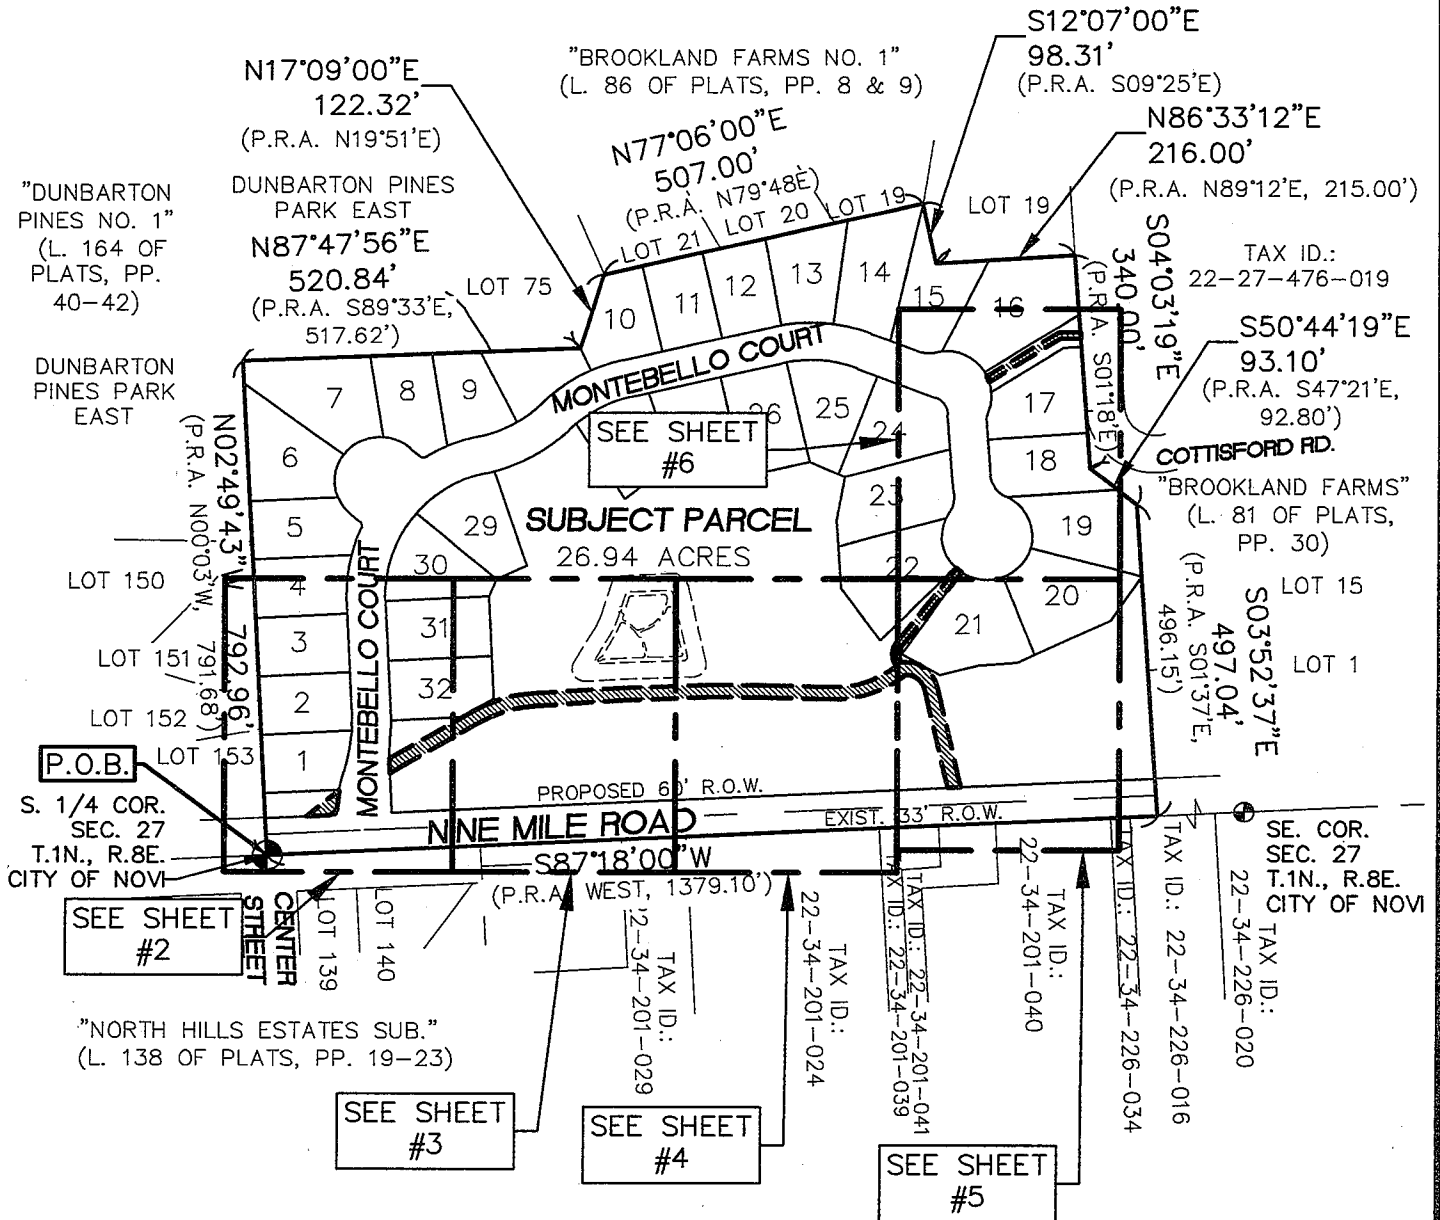 N17°09'00"E
122.32'
(P.R.A. N19°51'E)
"BROOKLAND FARMS NO. 1"
(L. 86 OF PLATS, PP. 8 & 9)
S12°07'00"E
98.31'
(P.R.A. S09°25'E)
N86°33'12"E
216.00'
(P.R.A. N89°12'E, 215.00')
N77°06'00"E
507.00'
(P.R.A. N79°48'E)
"DUNBARTON
PINES NO. 1"
(L. 164 OF
PLATS, PP.
40-42)
DUNBARTON PINES
PARK EAST
N87°47'56"E
520.84'
(P.R.A. S89°33'E,
517.62')
LOT 75
LOT 21
LOT 20
LOT 19
LOT 19
S04°03'19"E
340.00'
(P.R.A. S01°18'E)
TAX ID.:
22-27-476-019
S50°44'19"E
93.10'
(P.R.A. S47°21'E,
92.80')
COTTISFORD RD.
"BROOKLAND FARMS"
(L. 81 OF PLATS,
PP. 30)
DUNBARTON
PINES PARK
EAST
N02°49'43"W
792.96'
(P.R.A. N00°03'W,
791.68')
10
11
12
13
14
15
16
7
8
9
MONTEBELLO COURT
26
25
24
17
18
SEE SHEET
#6
6
5
29
30
SUBJECT PARCEL
26.94 ACRES
23
22
19
20
21
LOT 15
LOT 1
S03°52'37"E
497.04'
(P.R.A. S01°37'E,
496.15')
LOT 150
LOT 151
LOT 152
LOT 153
4
3
2
1
31
32
MONTEBELLO COURT
P.O.B.
S. 1/4 COR.
SEC. 27
T.1N., R.8E.
CITY OF NOVI
PROPOSED 60' R.O.W.
EXIST. 33' R.O.W.
NINE MILE ROAD
S87°18'00"W
(P.R.A. WEST, 1379.10')
SE. COR.
SEC. 27
T.1N., R.8E.
CITY OF NOVI
SEE SHEET
#2
CENTER
STREET
LOT 139
LOT 140
TAX ID.:
22-34-201-029
TAX ID.:
22-34-201-024
TAX ID.: 22-34-201-039
TAX ID.: 22-34-201-041
TAX ID.:
22-34-201-040
TAX ID.: 22-34-226-034
TAX ID.: 22-34-226-016
TAX ID.:
22-34-226-020
"NORTH HILLS ESTATES SUB."
(L. 138 OF PLATS, PP. 19-23)
SEE SHEET
#3
SEE SHEET
#4
SEE SHEET
#5